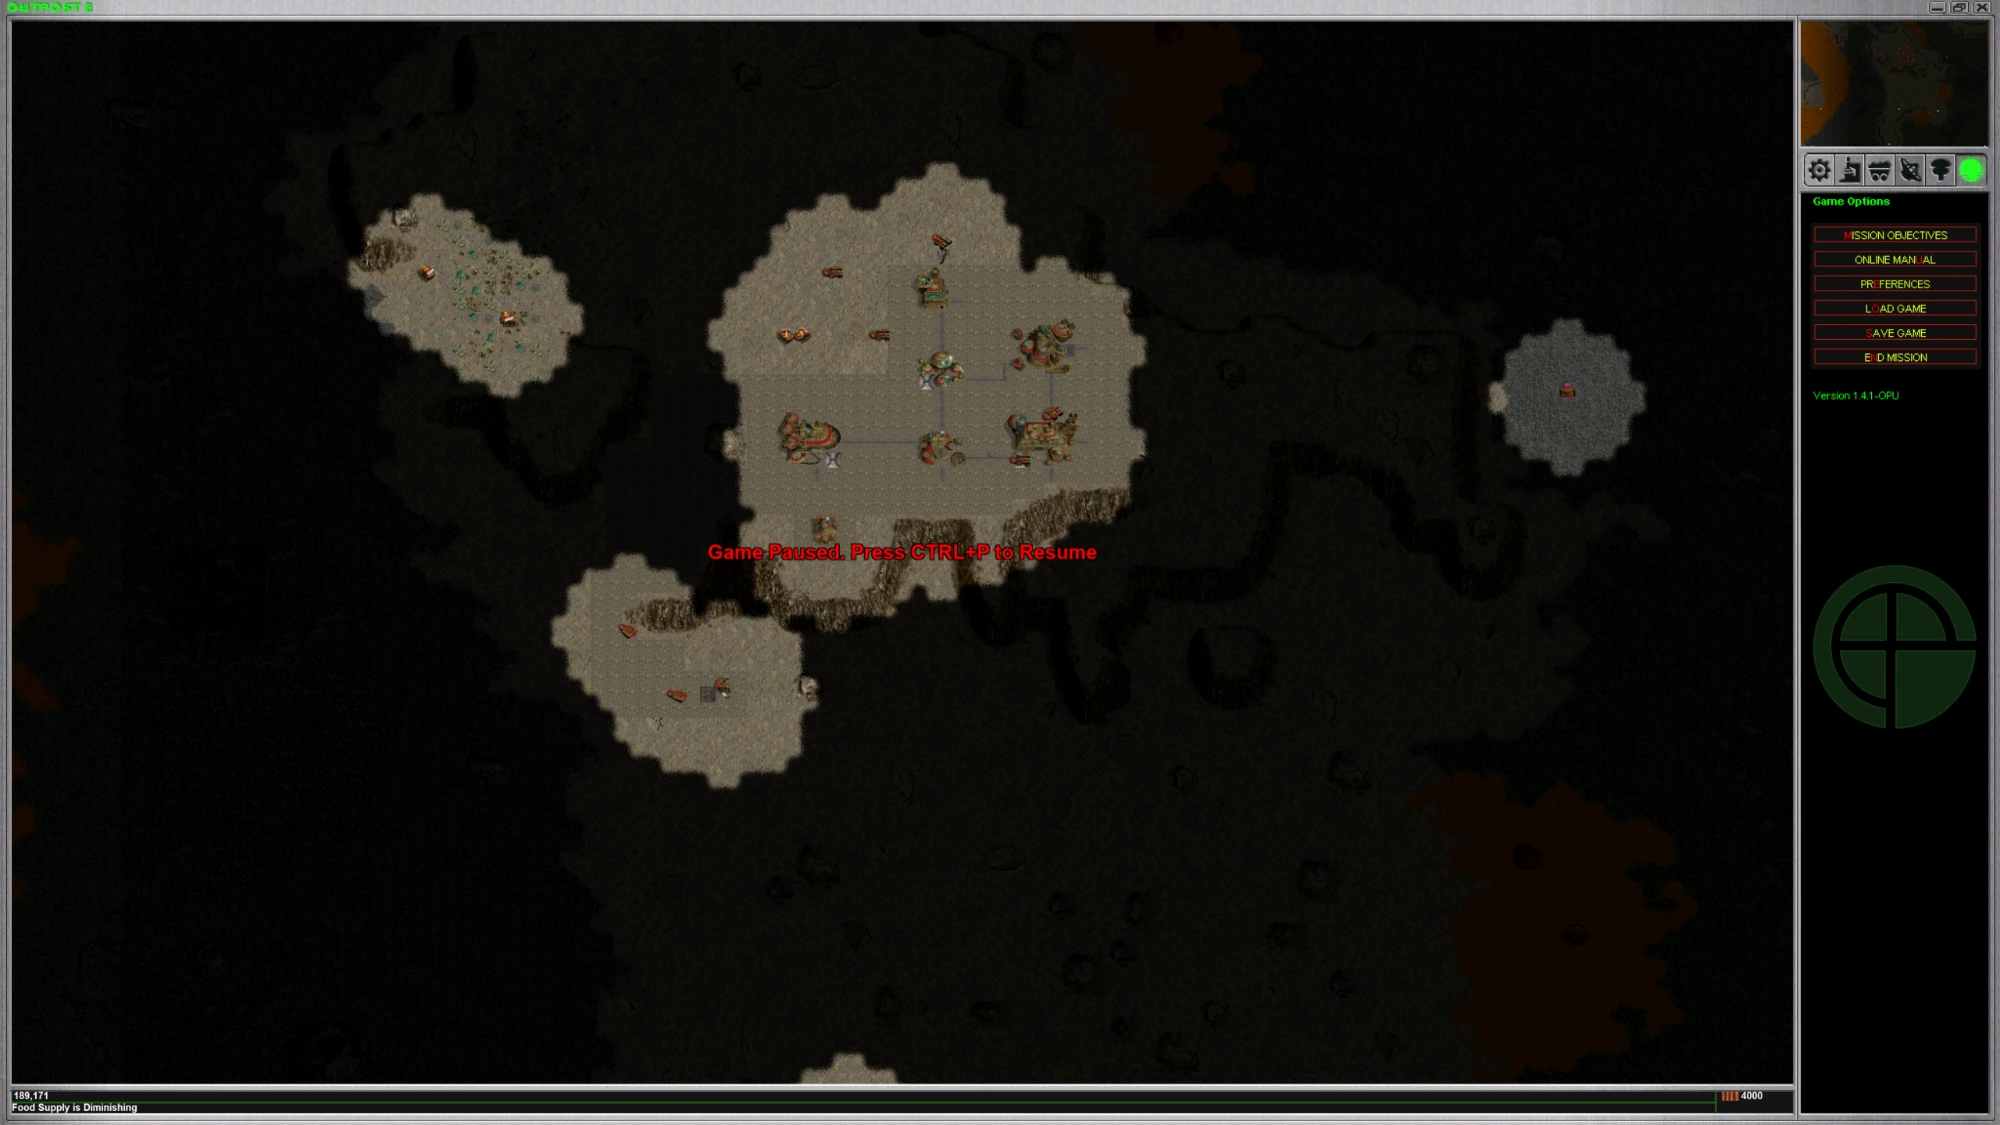 OUTPOST 2
Game Options
MISSION OBJECTIVES
ONLINE MANUAL
PREFERENCES
LOAD GAME
SAVE GAME
END MISSION
Version 1.4.1-OPU
Game Paused. Press CTRL+P to Resume
189,171
4000
Food Supply is Diminishing